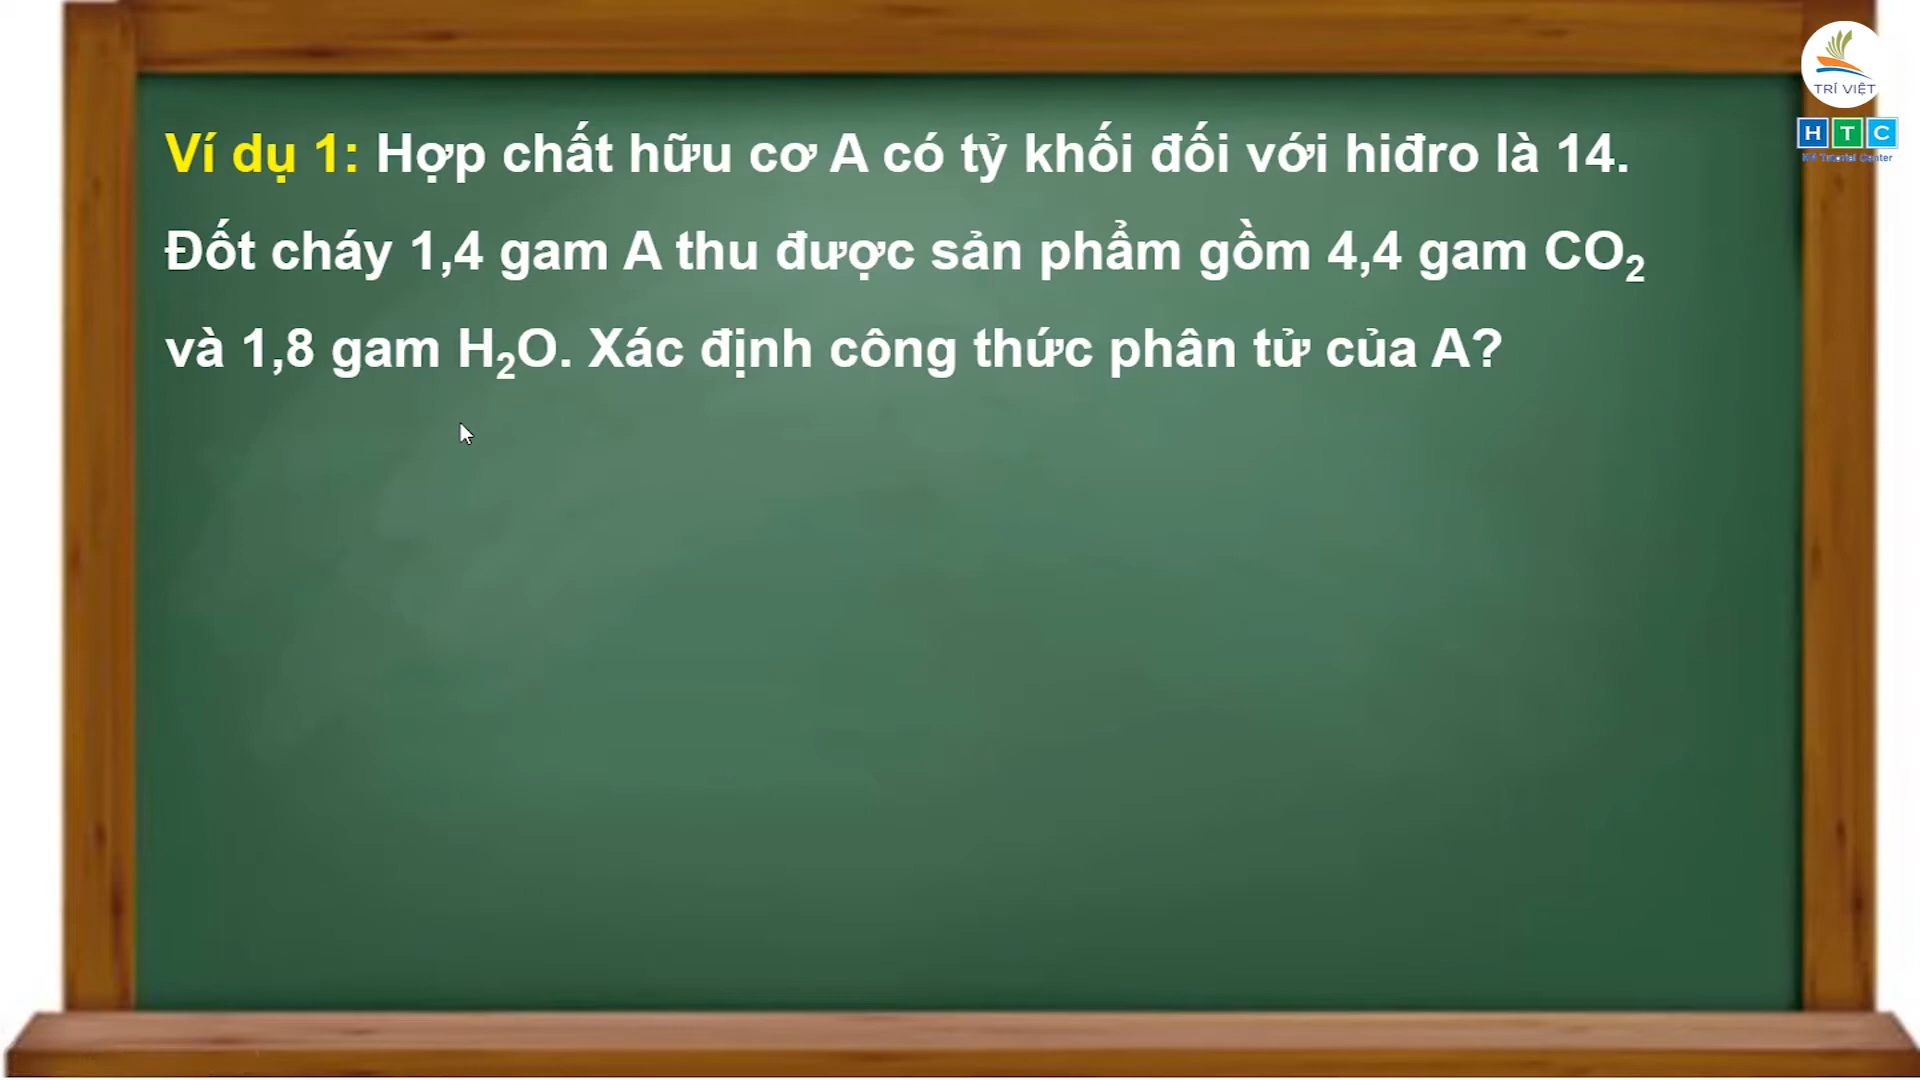 TRÍ VIỆT
HTC
Ví dụ 1: Hợp chất hữu cơ A có tỷ khối đối với hiđro là 14.
Đốt cháy 1,4 gam A thu được sản phẩm gồm 4,4 gam CO₂
và 1,8 gam H₂O. Xác định công thức phân tử của A?